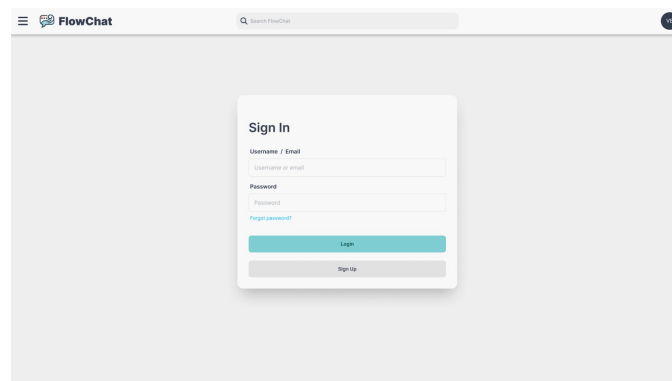 FlowChat
Search FlowChat
Sign In
Username / Email
Username or email
Password
Password
Forgot password?
Login
Sign Up